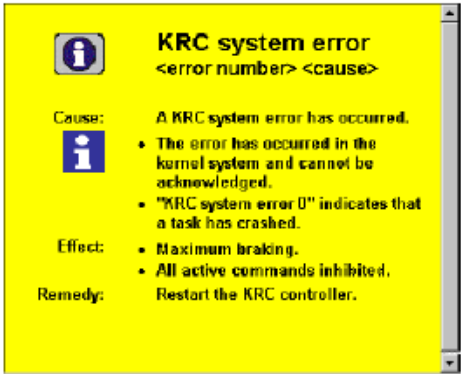 KRC system error
<error number> <cause>
Cause: A KRC system error has occurred.
• The error has occurred in the
kernel system and cannot be
acknowledged.
• "KRC system error 0" indicates that
a task has crashed.
Effect: • Maximum braking.
• All active commands inhibited.
Remedy: Restart the KRC controller.